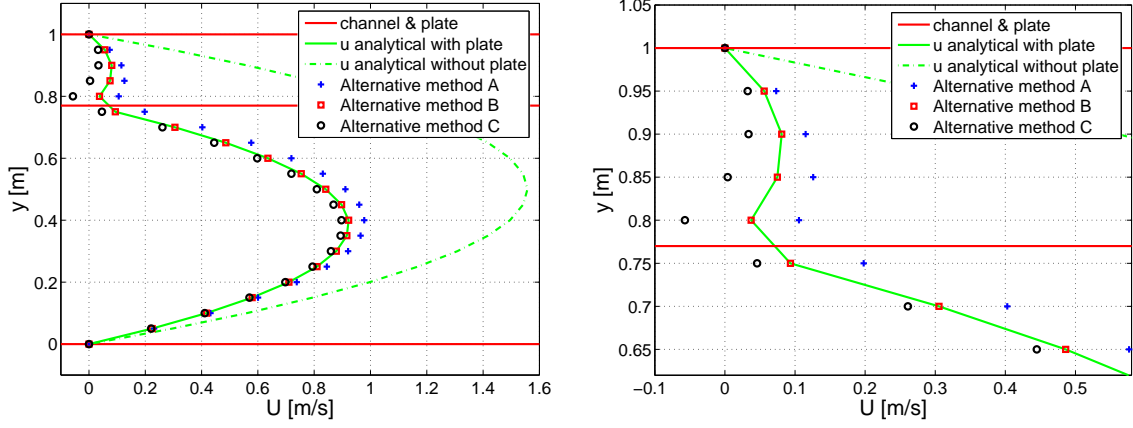 channel & plate
u analytical with plate
u analytical without plate
Alternative method A
Alternative method B
Alternative method C
1
0.8
0.6
0.4
0.2
0
y [m]
0 0.2 0.4 0.6 0.8 1 1.2 1.4 1.6
U [m/s]
channel & plate
u analytical with plate
u analytical without plate
Alternative method A
Alternative method B
Alternative method C
1.05
1
0.95
0.9
0.85
0.8
0.75
0.7
0.65
y [m]
−0.1 0 0.1 0.2 0.3 0.4 0.5
U [m/s]